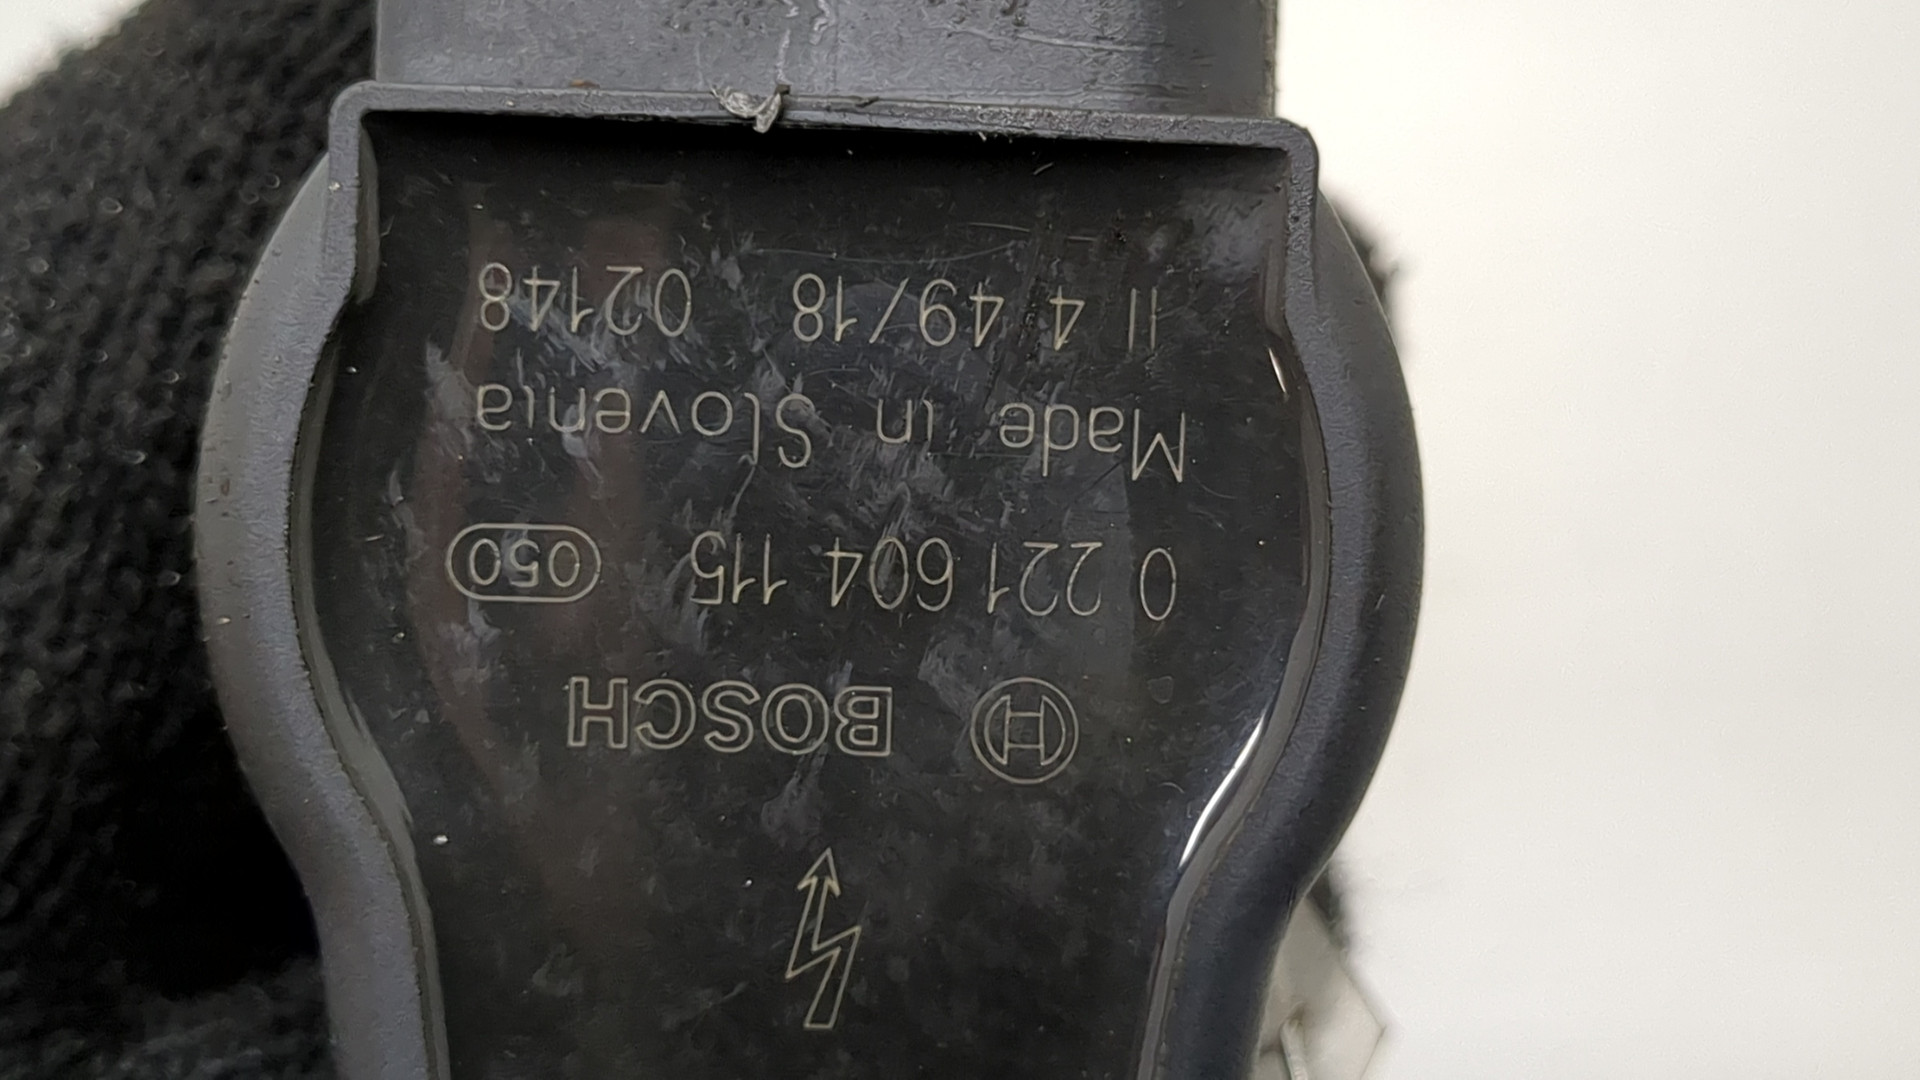 BOSCH
0 221 604 115 050
Made in Slovenia
II 4 49/18 02148